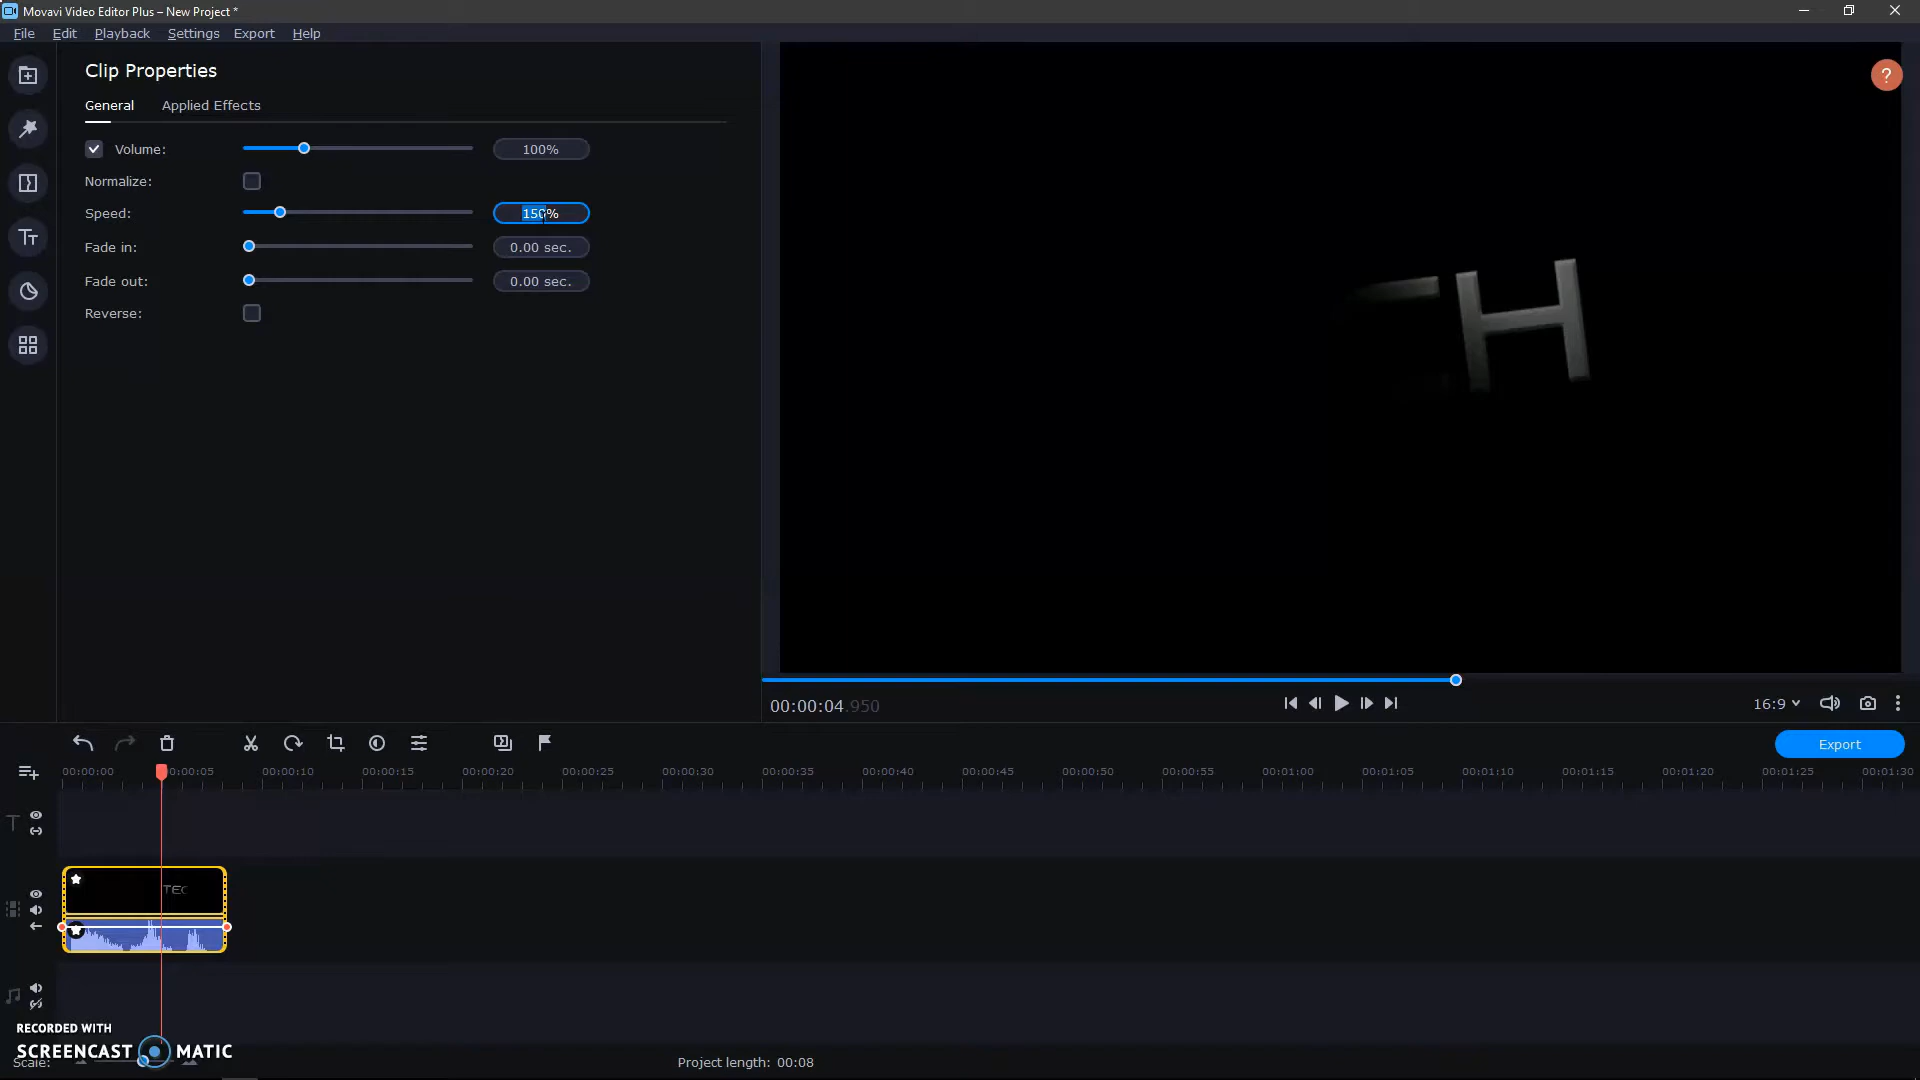 Movavi Video Editor Plus – New Project *
File Edit Playback Settings Export Help
Clip Properties
General Applied Effects
Volume: 100%
Normalize:
Speed: 150%
Fade in: 0.00 sec.
Fade out: 0.00 sec.
Reverse:
?
CH
00:00:04.950
16:9
Export
00:00:00 00:00:05 00:00:10 00:00:15 00:00:20 00:00:25 00:00:30 00:00:35 00:00:40 00:00:45 00:00:50 00:00:55 00:01:00 00:01:05 00:01:10 00:01:15 00:01:20 00:01:25 00:01:30
TEC
RECORDED WITH
SCREENCAST MATIC
Scale:
Project length: 00:08